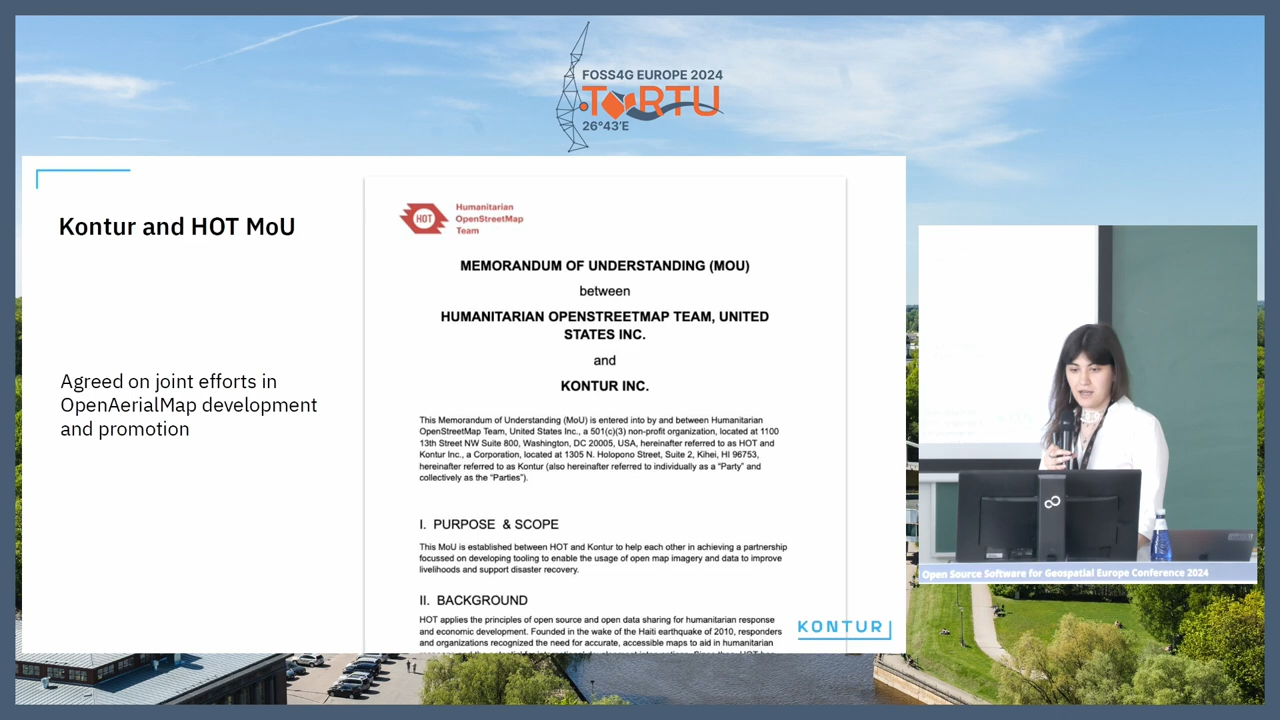 FOSS4G EUROPE 2024
TORTU
26°43'E
Kontur and HOT MoU
Agreed on joint efforts in
OpenAerialMap development
and promotion
HOT
Humanitarian
OpenStreetMap
Team
MEMORANDUM OF UNDERSTANDING (MOU)
between
HUMANITARIAN OPENSTREETMAP TEAM, UNITED
STATES INC.
and
KONTUR INC.
This Memorandum of Understanding (MoU) is entered into by and between Humanitarian
OpenStreetMap Team, United States Inc., a 501(c)(3) non-profit organization, located at 1100
13th Street NW Suite 800, Washington, DC 20005, USA, hereinafter referred to as HOT and
Kontur Inc., a Corporation, located at 1305 N. Holopono Street, Suite 2, Kihei, HI 96753,
hereinafter referred to as Kontur (also hereinafter referred to individually as a “Party” and
collectively as the “Parties”).
I. PURPOSE & SCOPE
This MoU is established between HOT and Kontur to help each other in achieving a partnership
focussed on developing tooling to enable the usage of open map imagery and data to improve
livelihoods and support disaster recovery.
II. BACKGROUND
HOT applies the principles of open source and open data sharing for humanitarian response
and economic development. Founded in the wake of the Haiti earthquake of 2010, responders
and organizations recognized the need for accurate, accessible maps to aid in humanitarian
KONTUR
Open Source Software for Geospatial Europe Conference 2024